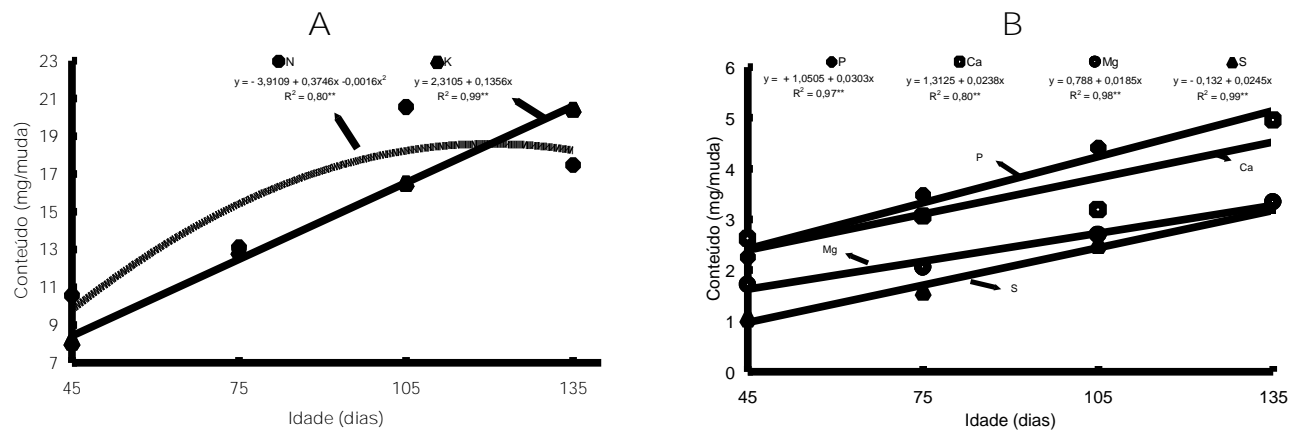 A
N K
y = - 3,9109 + 0,3746x -0,0016x² y = 2,3105 + 0,1356x
R² = 0,80** R² = 0,99**
23
21
19
17
15
13
11
9
7
Conteúdo (mg/muda)
45 75 105 135
Idade (dias)
B
P Ca Mg S
y = + 1,0505 + 0,0303x y = 1,3125 + 0,0238x y = 0,788 + 0,0185x y = - 0,132 + 0,0245x
R² = 0,97** R² = 0,80** R² = 0,98** R² = 0,99**
6
5
4
3
2
1
0
Conteúdo (mg/muda)
P
Ca
Mg
S
45 75 105 135
Idade (dias)